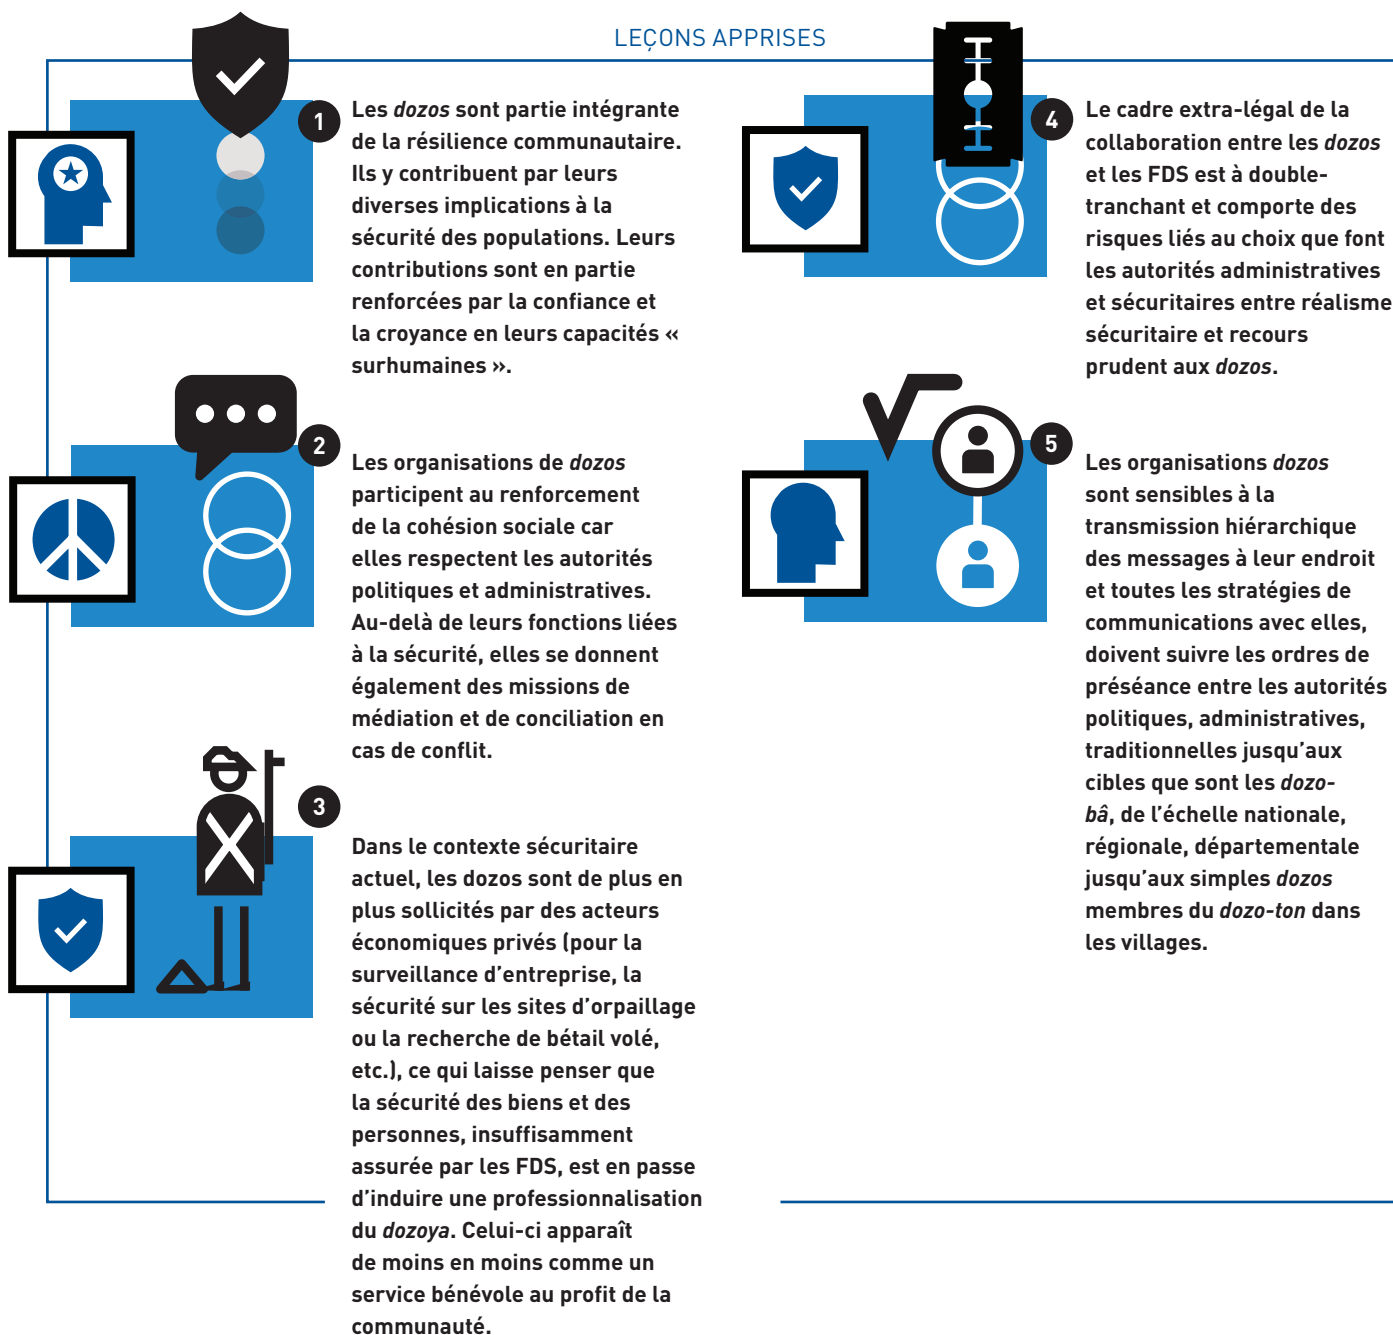 LEÇONS APPRISES
1
Les dozos sont partie intégrante
de la résilience communautaire.
Ils y contribuent par leurs
diverses implications à la
sécurité des populations. Leurs
contributions sont en partie
renforcées par la confiance et
la croyance en leurs capacités «
surhumaines ».
2
Les organisations de dozos
participent au renforcement
de la cohésion sociale car
elles respectent les autorités
politiques et administratives.
Au-delà de leurs fonctions liées
à la sécurité, elles se donnent
également des missions de
médiation et de conciliation en
cas de conflit.
3
Dans le contexte sécuritaire
actuel, les dozos sont de plus en
plus sollicités par des acteurs
économiques privés (pour la
surveillance d’entreprise, la
sécurité sur les sites d’orpaillage
ou la recherche de bétail volé,
etc.), ce qui laisse penser que
la sécurité des biens et des
personnes, insuffisamment
assurée par les FDS, est en passe
d’induire une professionnalisation
du dozoya. Celui-ci apparaît
de moins en moins comme un
service bénévole au profit de la
communauté.
4
Le cadre extra-légal de la
collaboration entre les dozos
et les FDS est à double-
tranchant et comporte des
risques liés au choix que font
les autorités administratives
et sécuritaires entre réalisme
sécuritaire et recours
prudent aux dozos.
5
Les organisations dozos
sont sensibles à la
transmission hiérarchique
des messages à leur endroit
et toutes les stratégies de
communications avec elles,
doivent suivre les ordres de
préséance entre les autorités
politiques, administratives,
traditionnelles jusqu’aux
cibles que sont les dozo-
bâ, de l’échelle nationale,
régionale, départementale
jusqu’aux simples dozos
membres du dozo-ton dans
les villages.